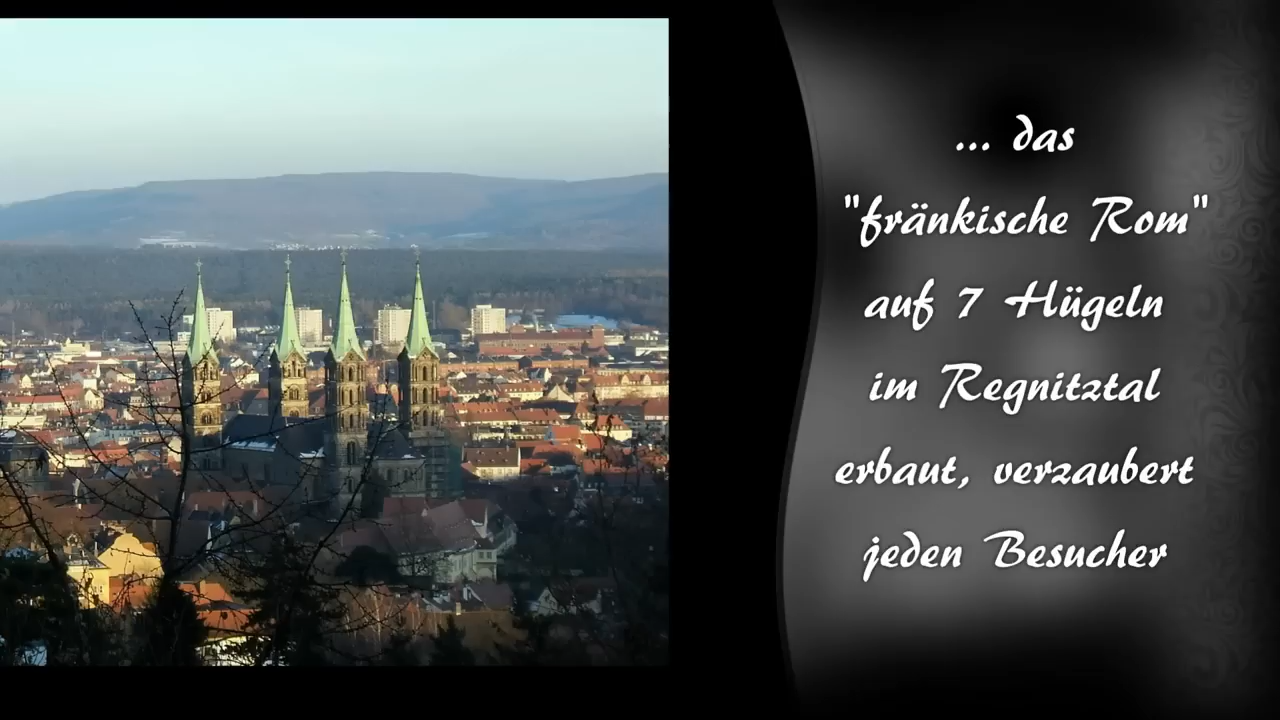 ... das
"fränkische Rom"
auf 7 Hügeln
im Regnitztal
erbaut, verzaubert
jeden Besucher